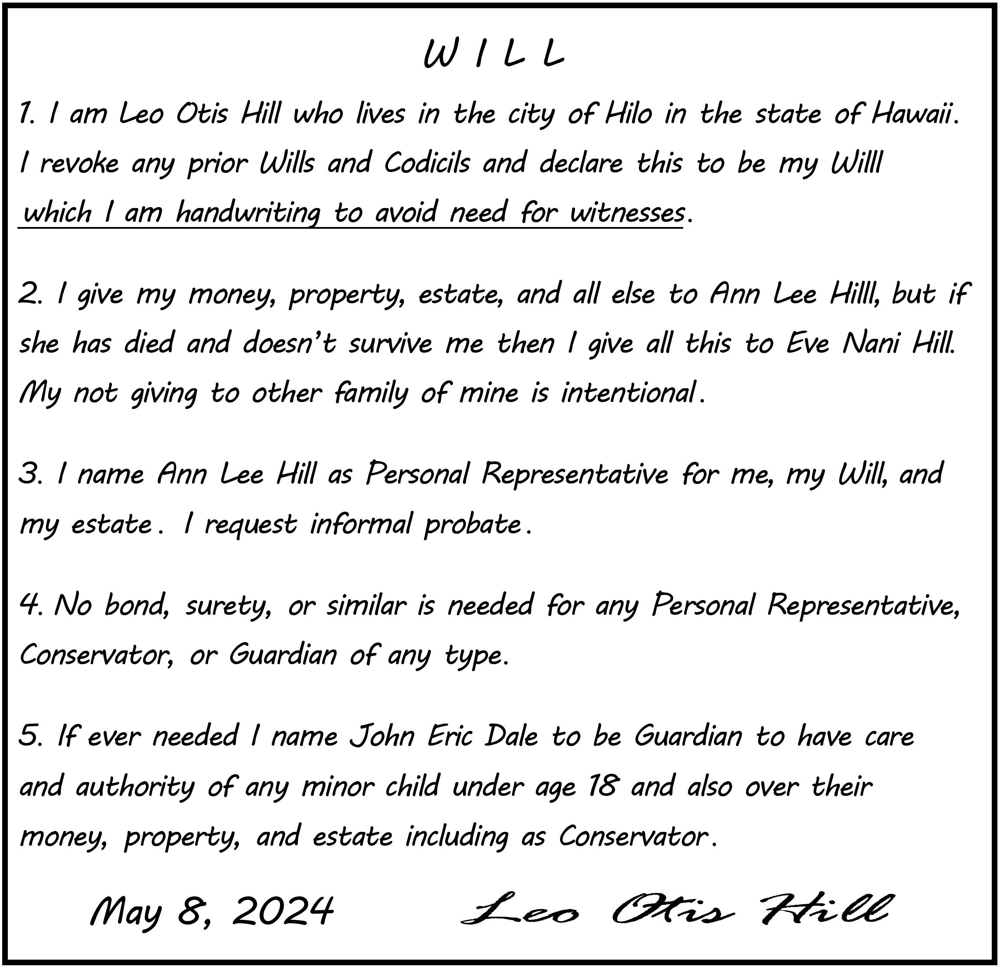 W I L L
1. I am Leo Otis Hill who lives in the city of Hilo in the state of Hawaii.
I revoke any prior Wills and Codicils and declare this to be my Willl
which I am handwriting to avoid need for witnesses.
2. I give my money, property, estate, and all else to Ann Lee Hilll, but if
she has died and doesn't survive me then I give all this to Eve Nani Hill.
My not giving to other family of mine is intentional.
3. I name Ann Lee Hill as Personal Representative for me, my Will, and
my estate. I request informal probate.
4. No bond, surety, or similar is needed for any Personal Representative,
Conservator, or Guardian of any type.
5. If ever needed I name John Eric Dale to be Guardian to have care
and authority of any minor child under age 18 and also over their
money, property, and estate including as Conservator.
May 8, 2024 Leo Otis Hill